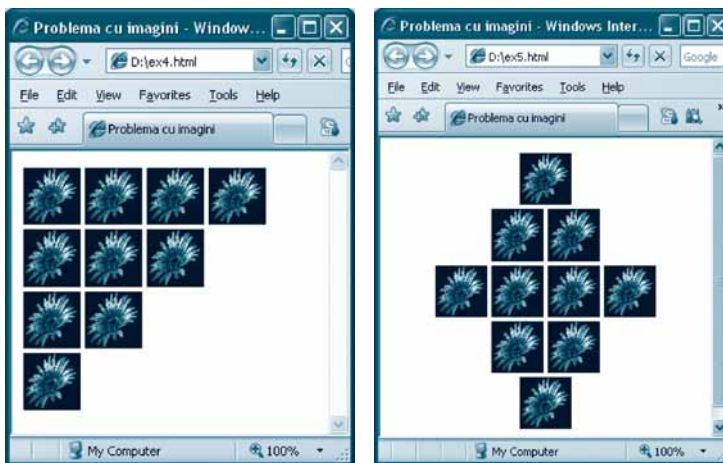 Problema cu imagini - Window...
D:\ex4.html
File Edit View Favorites Tools Help
Problema cu imagini
My Computer 100%
Problema cu imagini - Windows Inter...
D:\ex5.html Google
File Edit View Favorites Tools Help
Problema cu imagini
My Computer 100%